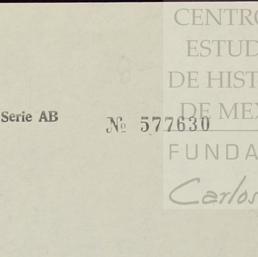 CENTRO
ESTUD
DE HIST
DE MEX
FUNDA
Carlos
Serie AB
№ 577630